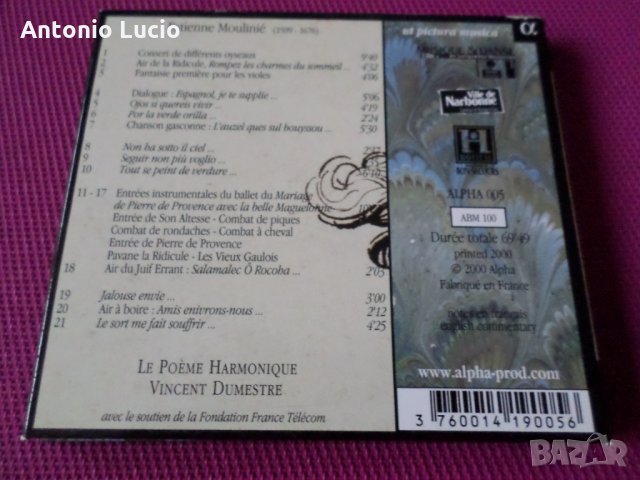 Antonio Lucio
Etienne Moulinié (1599 - 1676)
1 Concert de différents oyseaux 5'40
2 Air de la Ridicule, Rompez les charmes du sommeil ... 4'32
3 Fantaisie première pour les violes 4'06
4 Dialogue : Espagnol, je te supplie ... 5'06
5 Ojos si quereis vivir ... 4'19
6 Por la verde orilla ... 2'24
7 Chanson gasconne : L'auzel ques sul bouyssou ... 5'30
8 Non ha sotto il ciel ...
9 Seguir non più voglio ...
10 Tout se peint de verdure ...
11 - 17 Entrées instrumentales du ballet du Mariage
de Pierre de Provence avec la belle Maguelonne
Entrée de Son Altesse - Combat de piques
Combat de rondaches - Combat à cheval
Entrée de Pierre de Provence
Pavane la Ridicule - Les Vieux Gaulois
18 Air du Juif Errant : Salamalec Ô Rocoha ... 2'05
19 Jalouse envie ... 3'00
20 Air à boire : Amis enivrons-nous ... 2'12
21 Le sort me fait souffrir ... 4'25
LE POÈME HARMONIQUE
VINCENT DUMESTRE
avec le soutien de la Fondation France Télécom
ut pictura musica
α
Ville de
Narbonne
H
ALPHA 005
ABM 100
Durée totale 69'49
printed 2000
© 2000 Alpha
Fabriqué en France
notes en français
english commentary
www.alpha-prod.com
3 760014 190056
BAZAR